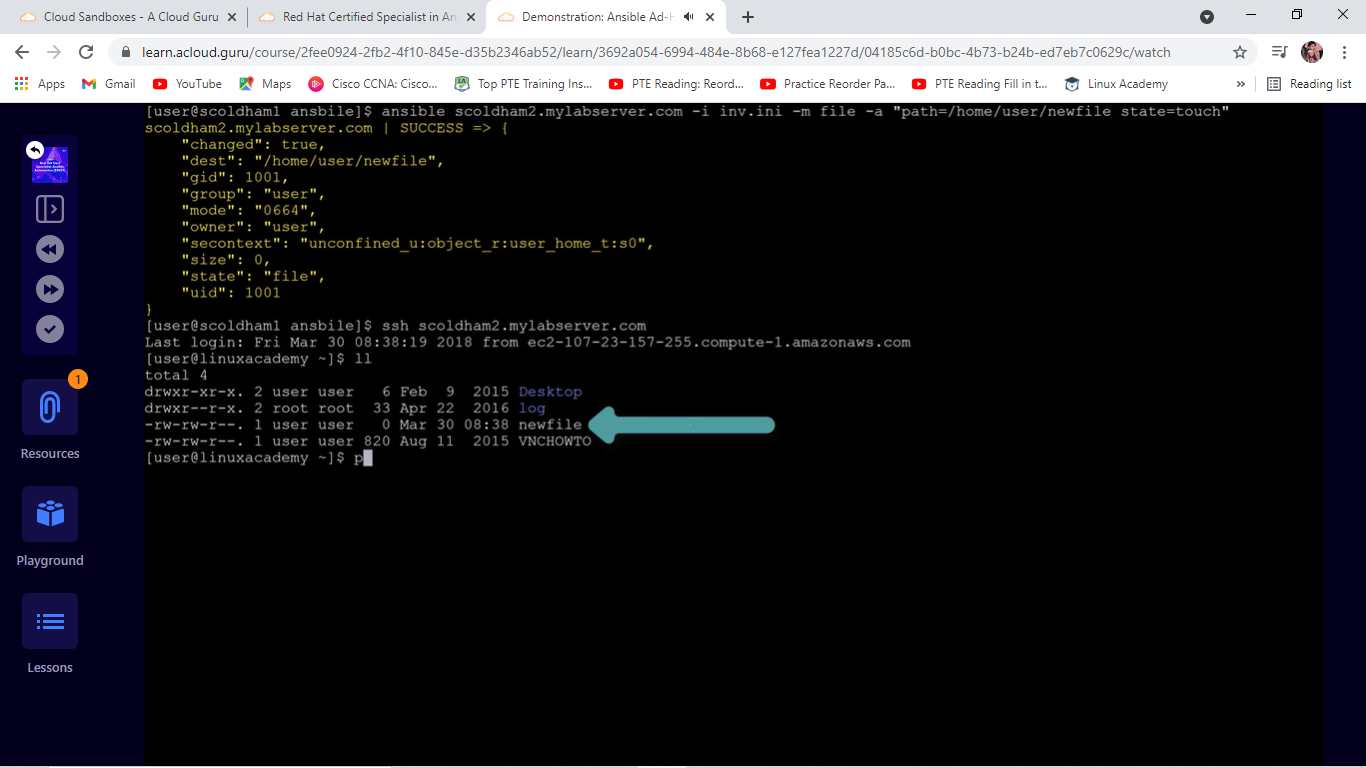 Cloud Sandboxes - A Cloud Guru
Red Hat Certified Specialist in An
Demonstration: Ansible Ad-H
learn.acloud.guru/course/2fee0924-2fb2-4f10-845e-d35b2346ab52/learn/3692a054-6994-484e-8b68-e127fea1227d/04185c6d-b0bc-4b73-b24b-ed7eb7c0629c/watch
Apps Gmail YouTube Maps Cisco CCNA: Cisco... Top PTE Training Ins... PTE Reading: Reord... Practice Reorder Pa... PTE Reading Fill in t... Linux Academy » Reading list
[user@scoldham1 ansbile]$ ansible scoldham2.mylabserver.com -i inv.ini -m file -a "path=/home/user/newfile state=touch"
scoldham2.mylabserver.com | SUCCESS => {
"changed": true,
"dest": "/home/user/newfile",
"gid": 1001,
"group": "user",
"mode": "0664",
"owner": "user",
"secontext": "unconfined_u:object_r:user_home_t:s0",
"size": 0,
"state": "file",
"uid": 1001
}
[user@scoldham1 ansbile]$ ssh scoldham2.mylabserver.com
Last login: Fri Mar 30 08:38:19 2018 from ec2-107-23-157-255.compute-1.amazonaws.com
[user@linuxacademy ~]$ ll
total 4
drwxr-xr-x. 2 user user 6 Feb 9 2015 Desktop
drwxr--r-x. 2 root root 33 Apr 22 2016 log
-rw-rw-r--. 1 user user 0 Mar 30 08:38 newfile
-rw-rw-r--. 1 user user 820 Aug 11 2015 VNCHOWTO
[user@linuxacademy ~]$ p
1
Resources
Playground
Lessons